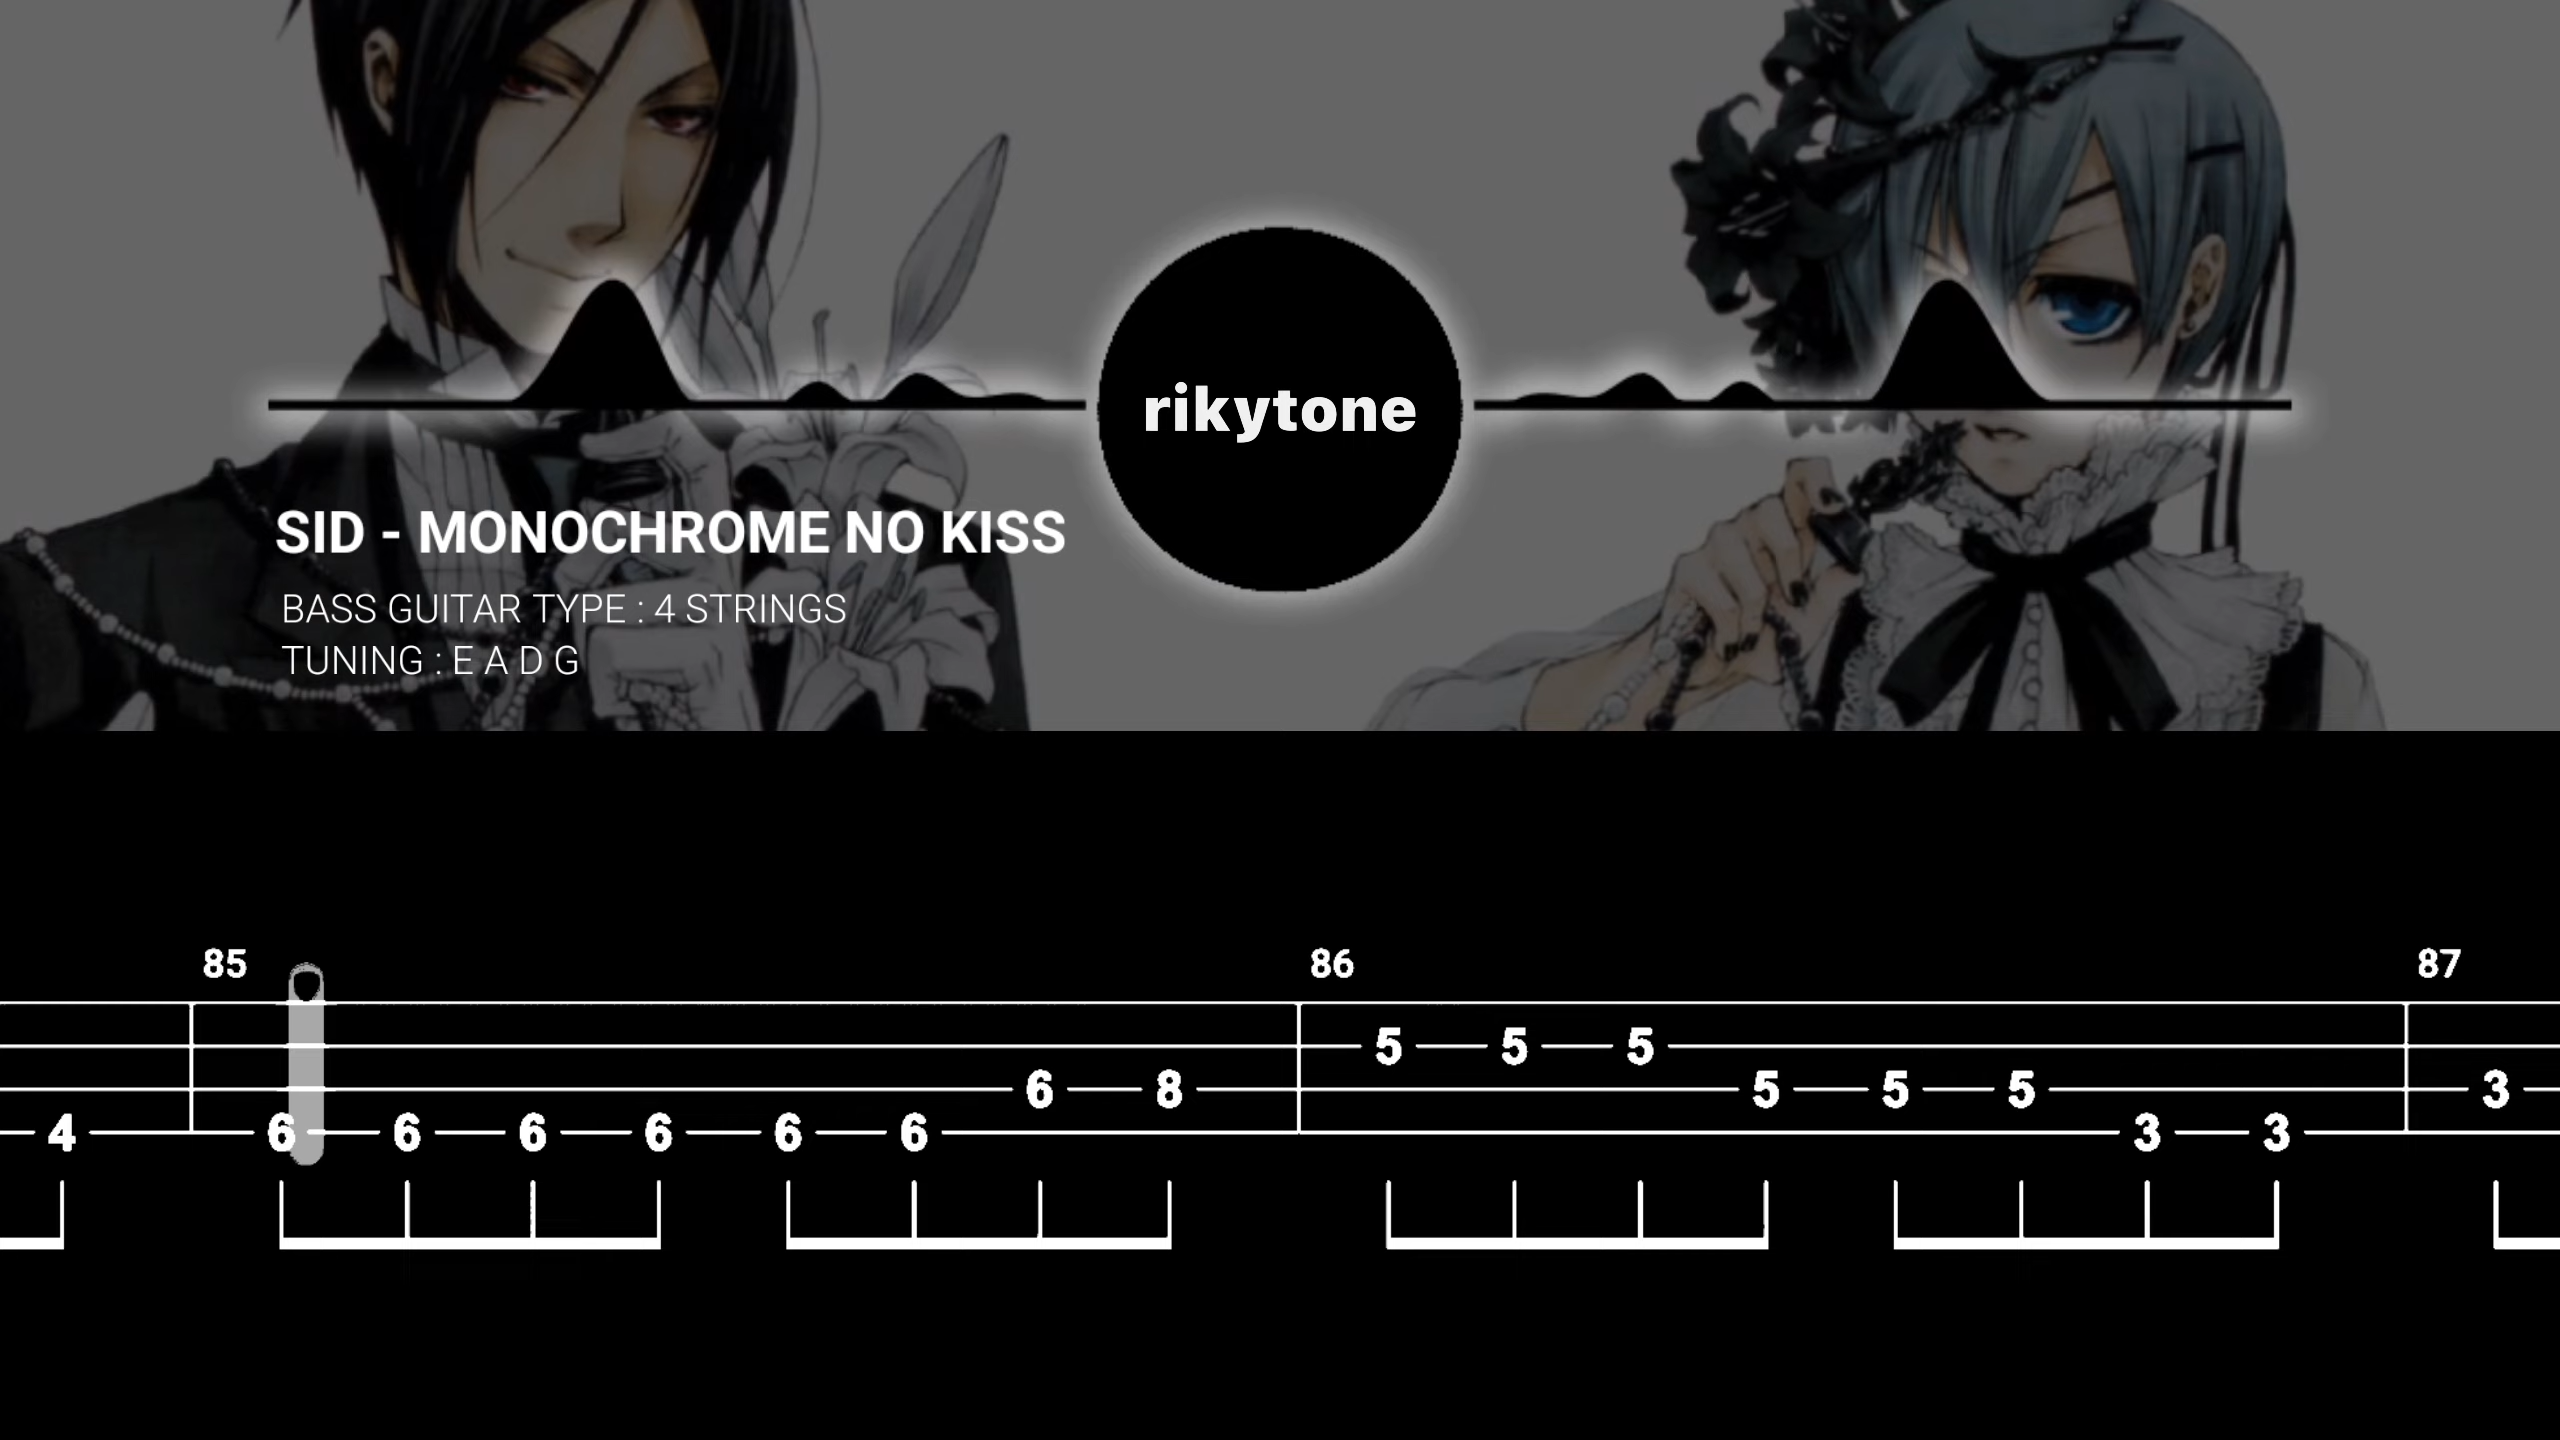 rikytone
SID - MONOCHROME NO KISS
BASS GUITAR TYPE : 4 STRINGS
TUNING : E A D G
85 86 87
5 5 5
6 8 5 5 5 3
4 6 6 6 6 6 6 3 3